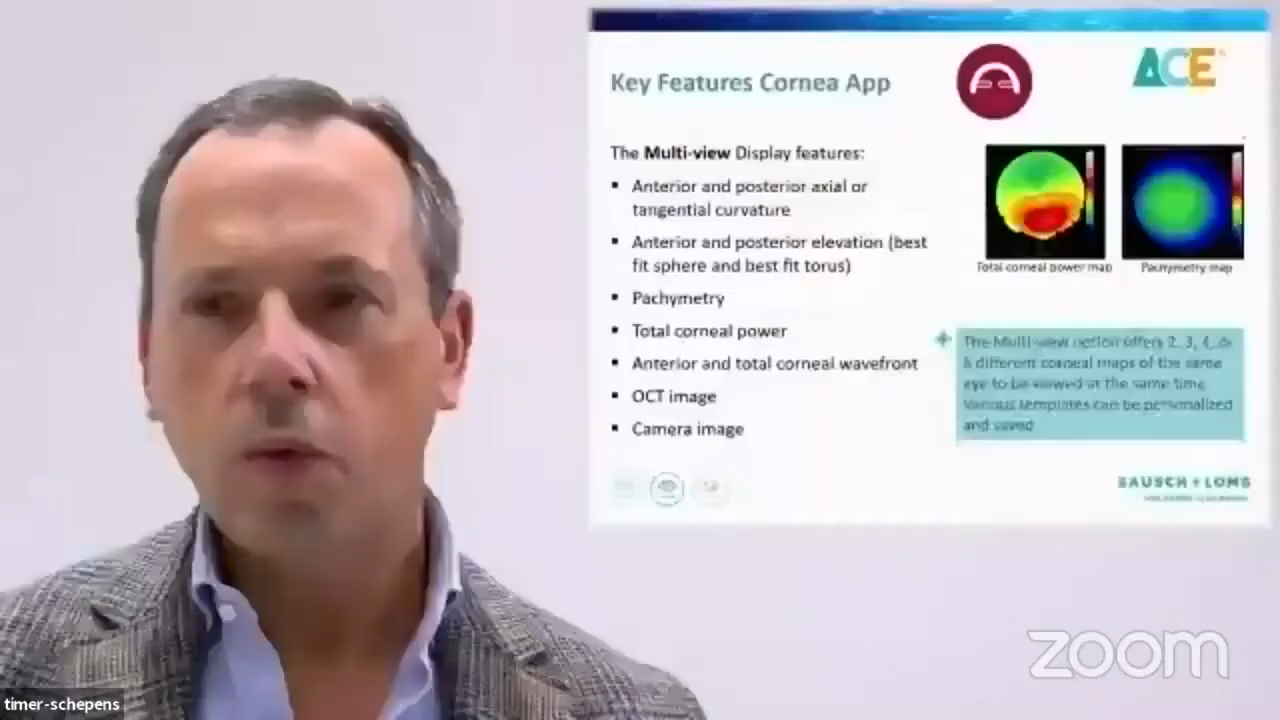 ACE
Key Features Cornea App
The Multi-view Display features:
▪ Anterior and posterior axial or
tangential curvature
▪ Anterior and posterior elevation (best
fit sphere and best fit torus)
▪ Pachymetry
▪ Total corneal power
▪ Anterior and total corneal wavefront
▪ OCT image
▪ Camera image
Total corneal power map
Pachymetry map
The Multi-view option offers 2, 3, 4,
different corneal maps of the same
eye to be viewed at the same time
Various templates can be personalized
and saved
BAUSCH + LOMB
zoom
timer-schepens